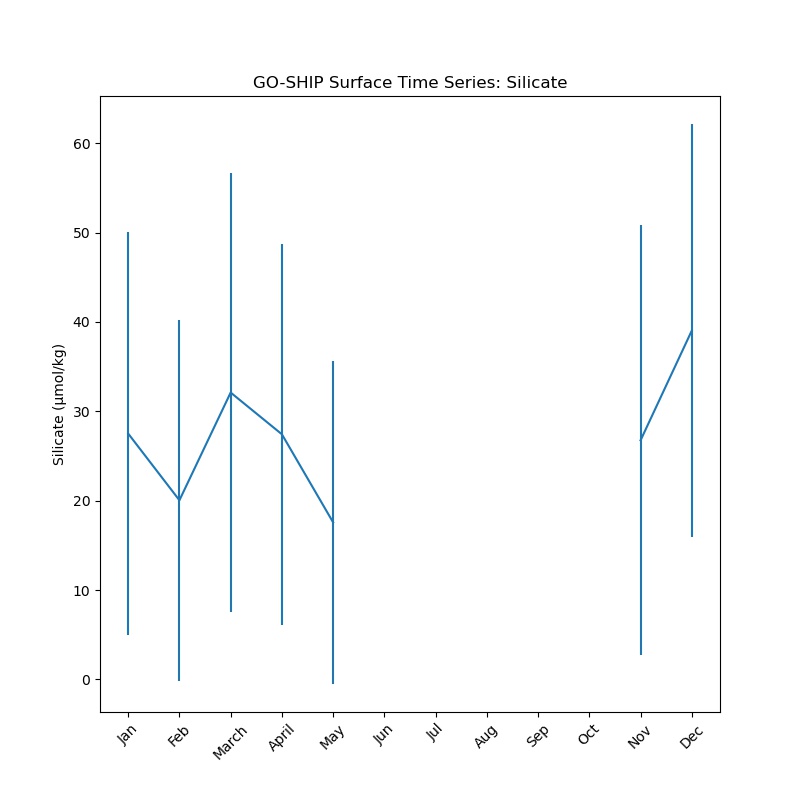 GO-SHIP Surface Time Series: Silicate
Silicate (μmol/kg)
60
50
40
30
20
10
0
Jan
Feb
March
April
May
Jun
Jul
Aug
Sep
Oct
Nov
Dec